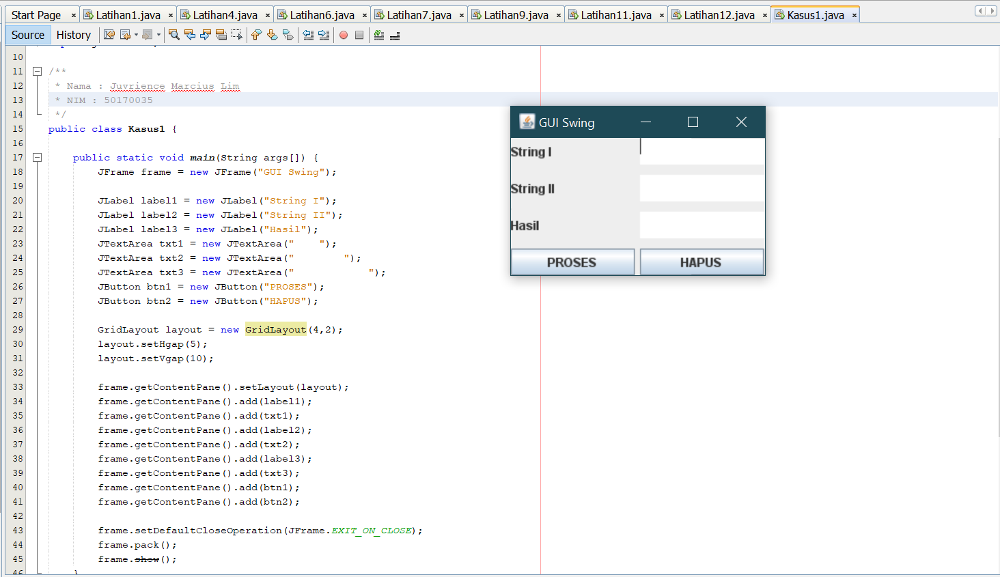 Start Page × Latihan1.java × Latihan4.java × Latihan6.java × Latihan7.java × Latihan9.java × Latihan11.java × Latihan12.java × Kasus1.java ×
Source History
10
11 /**
12 * Nama : Juvrience Marcius Lim
13 * NIM : 50170035
14 */
15 public class Kasus1 {
16
17 public static void main(String args[]) {
18 JFrame frame = new JFrame("GUI Swing");
19
20 JLabel label1 = new JLabel("String I");
21 JLabel label2 = new JLabel("String II");
22 JLabel label3 = new JLabel("Hasil");
23 JTextArea txt1 = new JTextArea("    ");
24 JTextArea txt2 = new JTextArea("        ");
25 JTextArea txt3 = new JTextArea("            ");
26 JButton btn1 = new JButton("PROSES");
27 JButton btn2 = new JButton("HAPUS");
28
29 GridLayout layout = new GridLayout(4,2);
30 layout.setHgap(5);
31 layout.setVgap(10);
32
33 frame.getContentPane().setLayout(layout);
34 frame.getContentPane().add(label1);
35 frame.getContentPane().add(txt1);
36 frame.getContentPane().add(label2);
37 frame.getContentPane().add(txt2);
38 frame.getContentPane().add(label3);
39 frame.getContentPane().add(txt3);
40 frame.getContentPane().add(btn1);
41 frame.getContentPane().add(btn2);
42
43 frame.setDefaultCloseOperation(JFrame.EXIT_ON_CLOSE);
44 frame.pack();
45 frame.show();
46 }
GUI Swing
String I
String II
Hasil
PROSES HAPUS